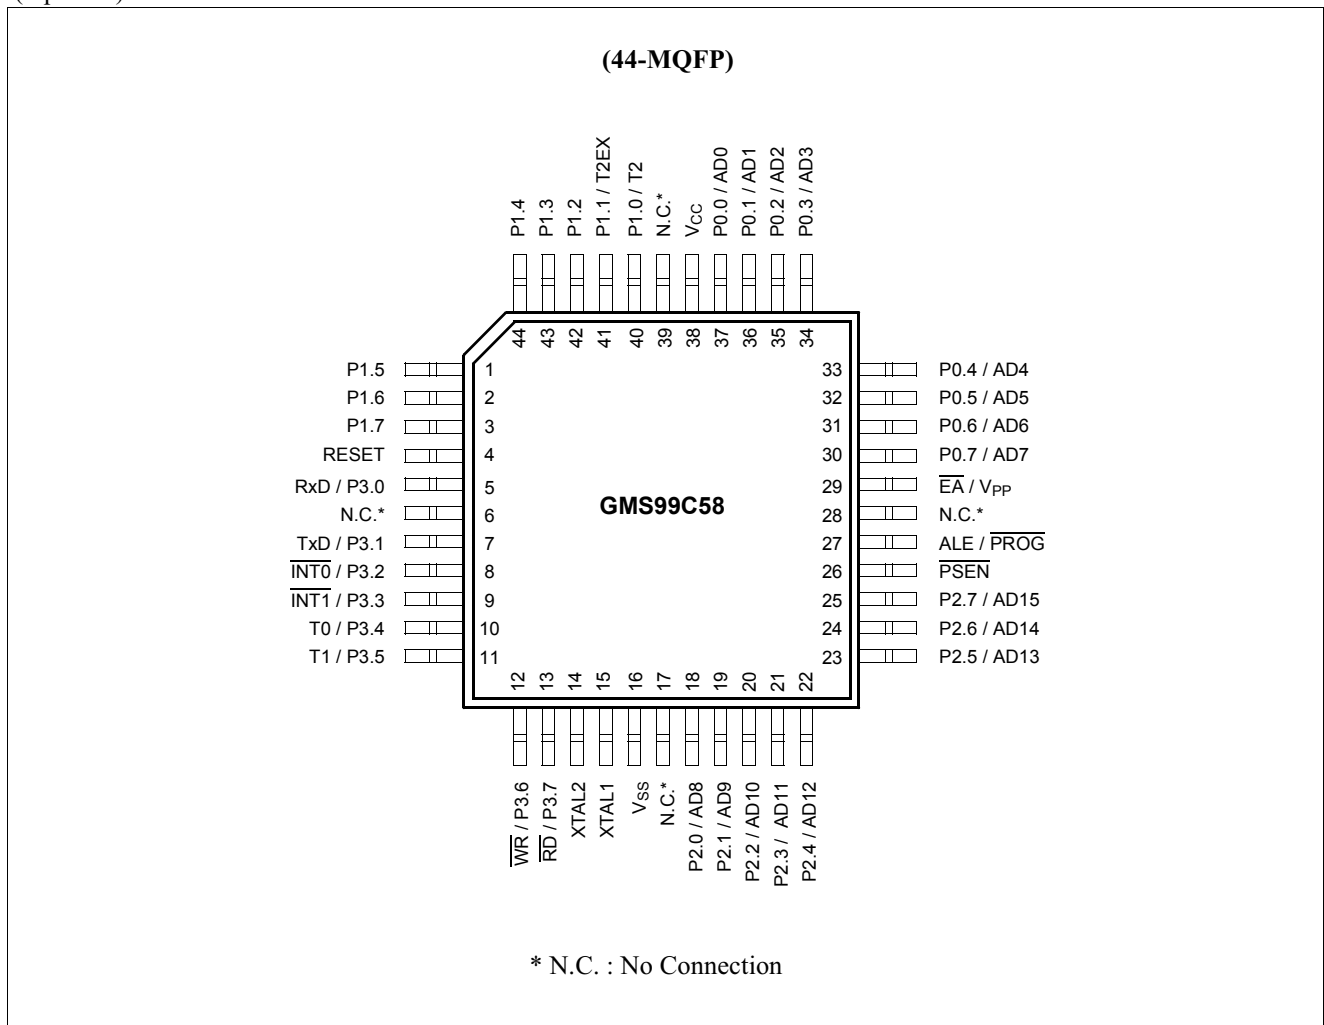 (44-MQFP)
P1.4
P1.3
P1.2
P1.1 / T2EX
P1.0 / T2
N.C.*
VCC
P0.0 / AD0
P0.1 / AD1
P0.2 / AD2
P0.3 / AD3
44 43 42 41 40 39 38 37 36 35 34
P1.5 1
P1.6 2
P1.7 3
RESET 4
RxD / P3.0 5
N.C.* 6
TxD / P3.1 7
I̅N̅T̅0̅ / P3.2 8
I̅N̅T̅1̅ / P3.3 9
T0 / P3.4 10
T1 / P3.5 11
GMS99C58
33 P0.4 / AD4
32 P0.5 / AD5
31 P0.6 / AD6
30 P0.7 / AD7
29 E̅A̅ / VPP
28 N.C.*
27 ALE / P̅R̅O̅G̅
26 P̅S̅E̅N̅
25 P2.7 / AD15
24 P2.6 / AD14
23 P2.5 / AD13
12 13 14 15 16 17 18 19 20 21 22
W̅R̅ / P3.6
R̅D̅ / P3.7
XTAL2
XTAL1
VSS
N.C.*
P2.0 / AD8
P2.1 / AD9
P2.2 / AD10
P2.3 / AD11
P2.4 / AD12
* N.C. : No Connection